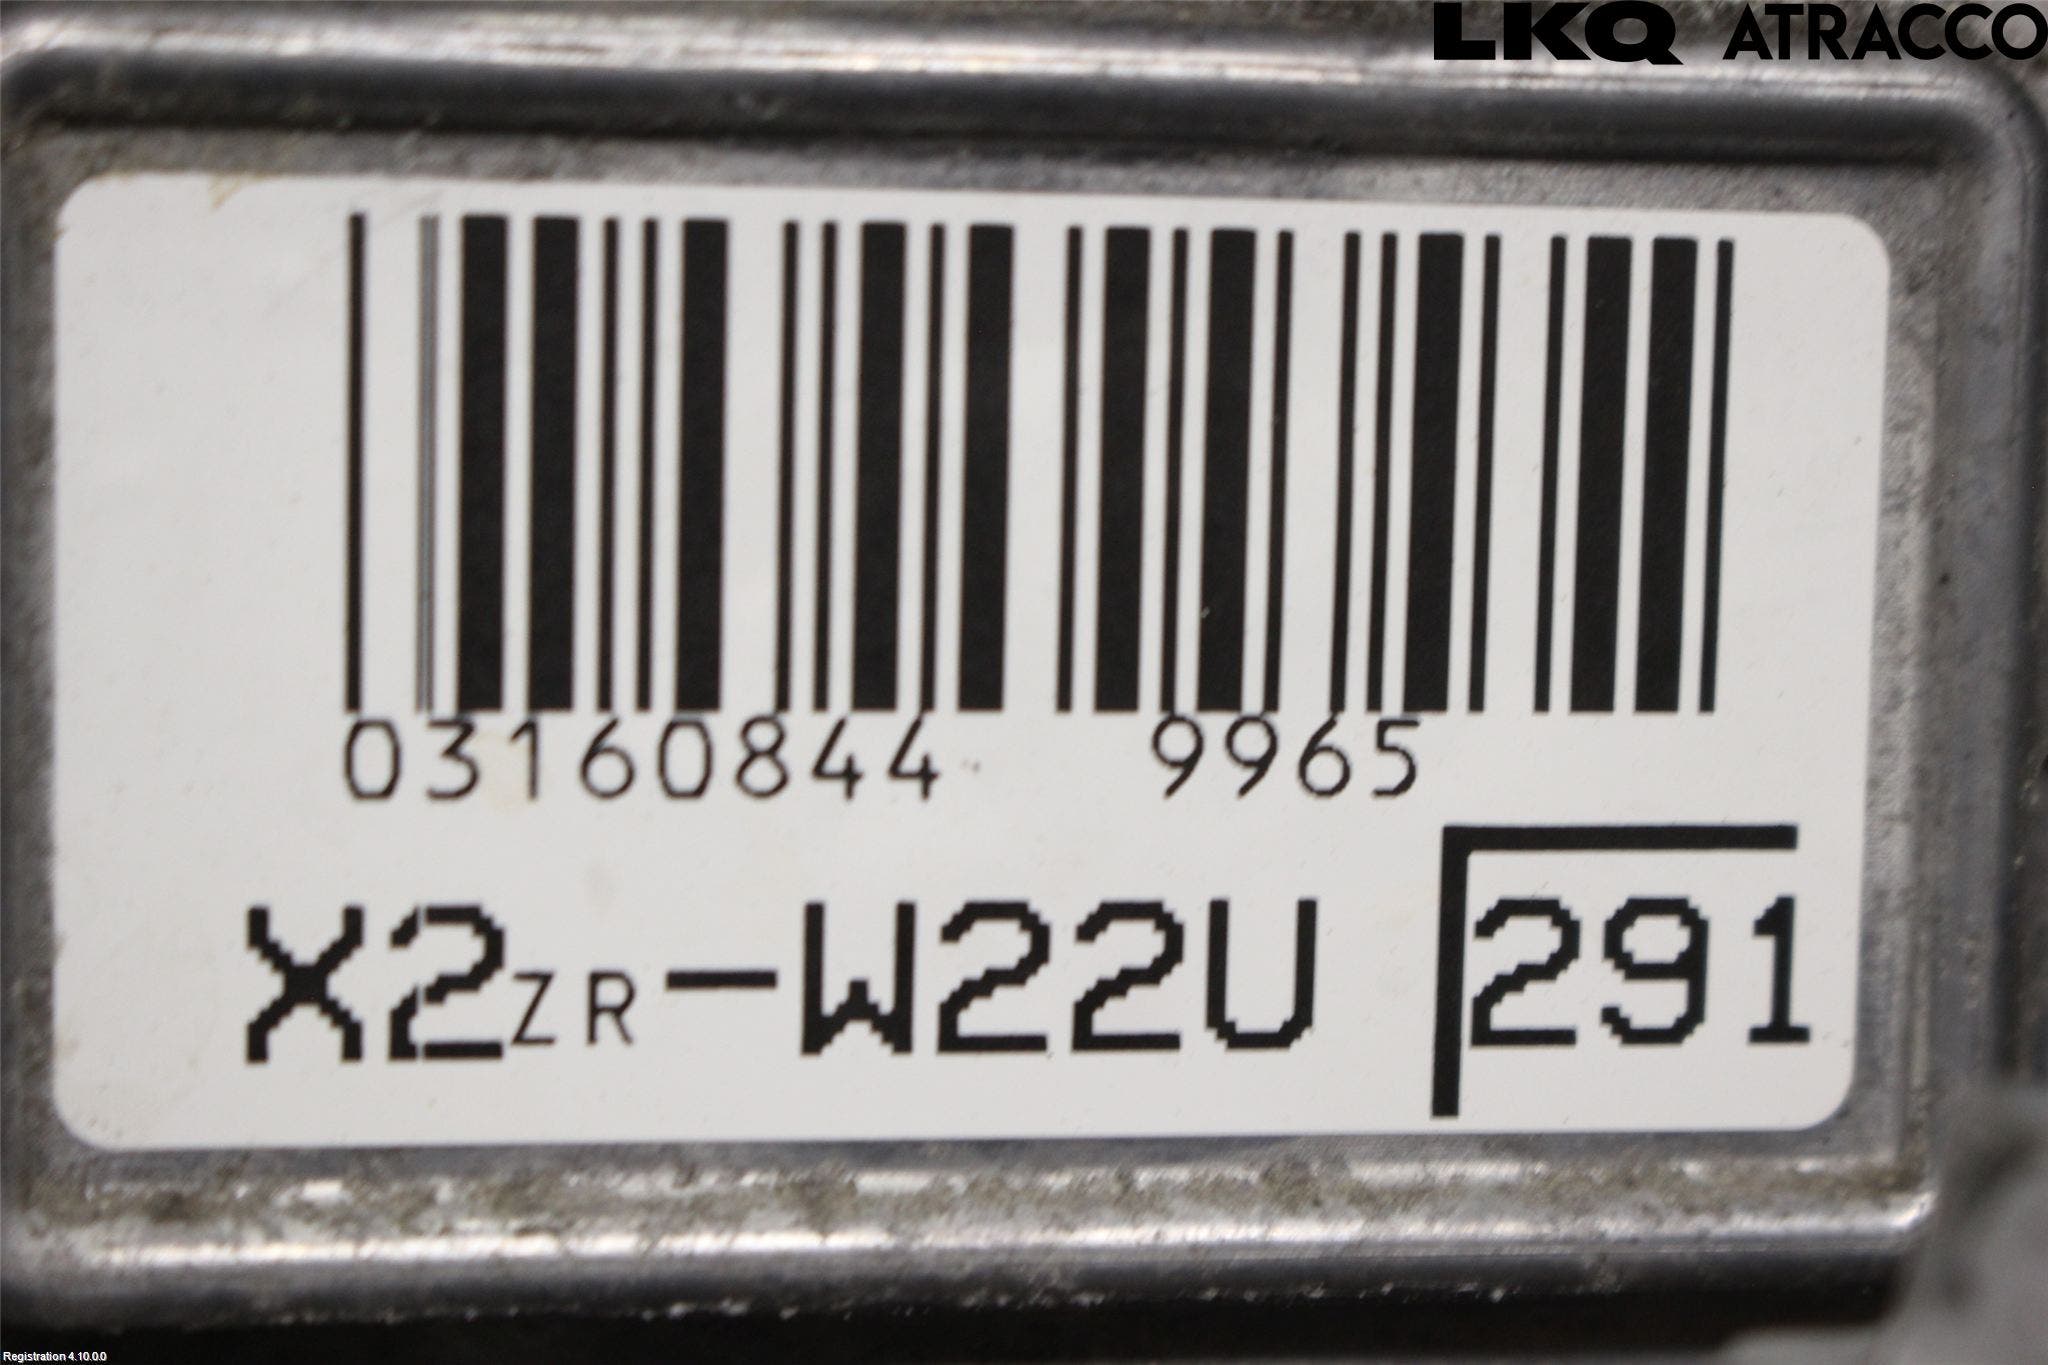 LKQ ATRACCO
03160844 9965
X2ZR-W22U 291
Registration 4.10.0.0